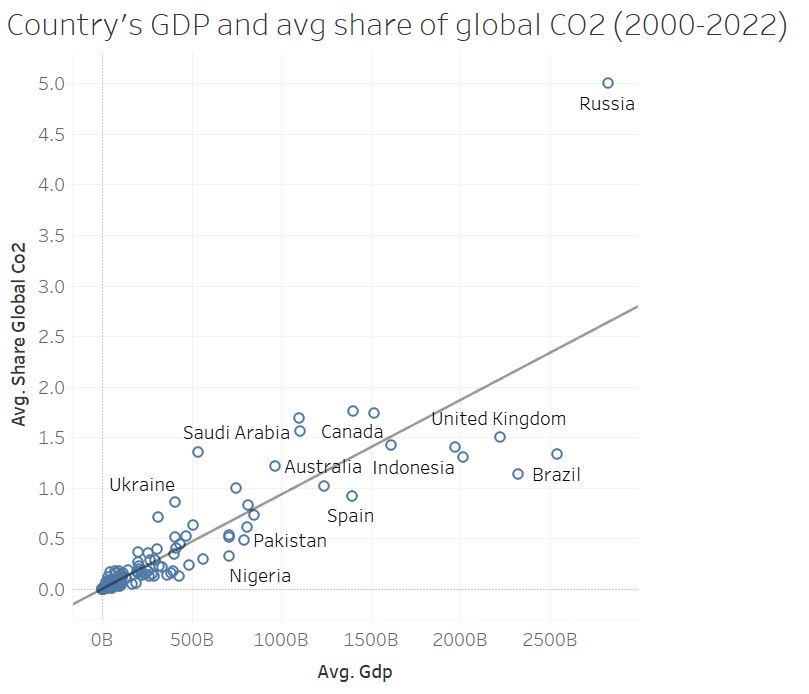 Country's GDP and avg share of global CO2 (2000-2022)
5.0
Russia
4.5
4.0
3.5
3.0
2.5
2.0
United Kingdom
Saudi Arabia
Canada
1.5
Australia
Indonesia
Brazil
Ukraine
1.0
Spain
Pakistan
0.5
Nigeria
0.0
0B 500B 1000B 1500B 2000B 2500B
Avg. Gdp
Avg. Share Global Co2